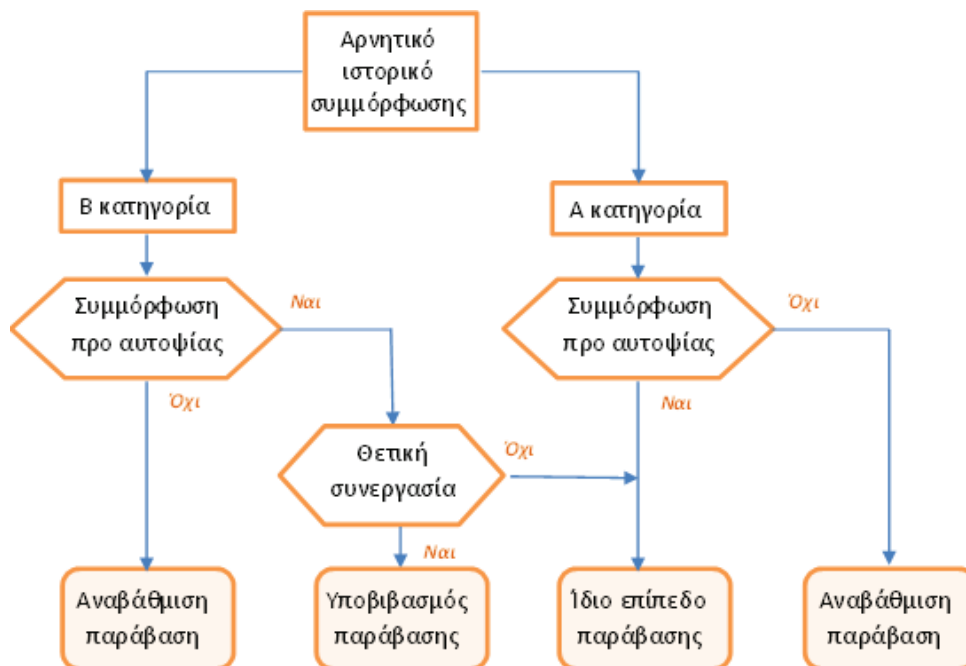 Αρνητικό
ιστορικό
συμμόρφωσης
Β κατηγορία
Α κατηγορία
Συμμόρφωση
προ αυτοψίας
Ναι
Συμμόρφωση
προ αυτοψίας
Όχι
Όχι
Ναι
Θετική
συνεργασία
Όχι
Ναι
Αναβάθμιση
παράβαση
Υποβιβασμός
παράβασης
Ίδιο επίπεδο
παράβασης
Αναβάθμιση
παράβαση